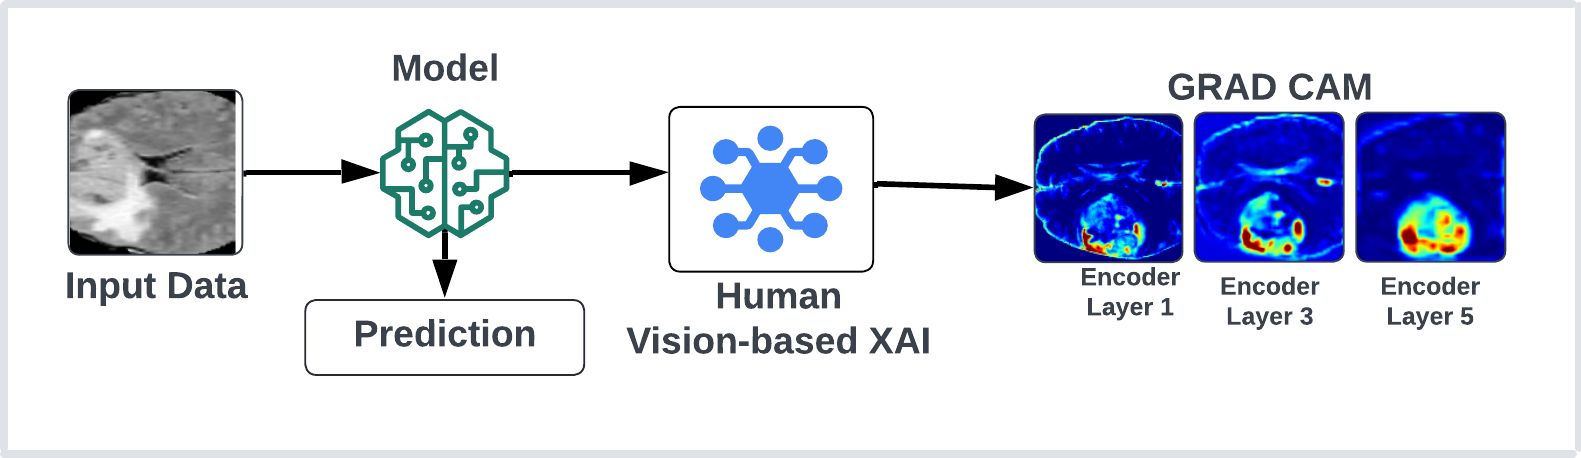 Model
Input Data
Prediction
Human
Vision-based XAI
GRAD CAM
Encoder
Layer 1
Encoder
Layer 3
Encoder
Layer 5